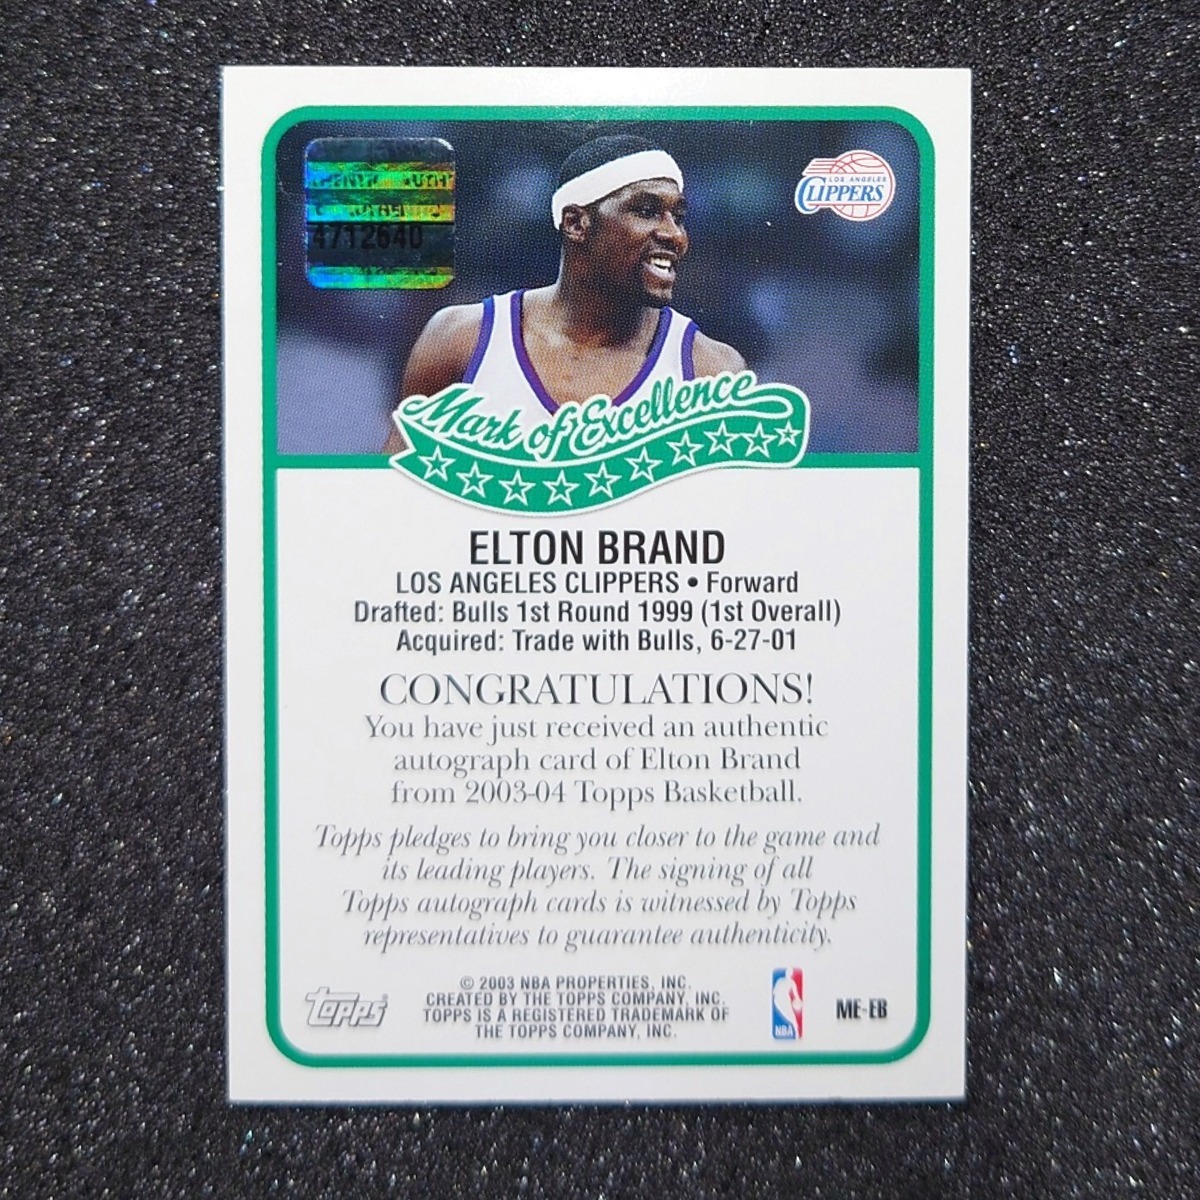 4712640
LOS ANGELES
CLIPPERS
Mark of Excellence
ELTON BRAND
LOS ANGELES CLIPPERS • Forward
Drafted: Bulls 1st Round 1999 (1st Overall)
Acquired: Trade with Bulls, 6-27-01
CONGRATULATIONS!
You have just received an authentic
autograph card of Elton Brand
from 2003-04 Topps Basketball.
Topps pledges to bring you closer to the game and
its leading players. The signing of all
Topps autograph cards is witnessed by Topps
representatives to guarantee authenticity.
© 2003 NBA PROPERTIES, INC.
CREATED BY THE TOPPS COMPANY, INC.
TOPPS IS A REGISTERED TRADEMARK OF
THE TOPPS COMPANY, INC.
Topps
NBA
ME-EB